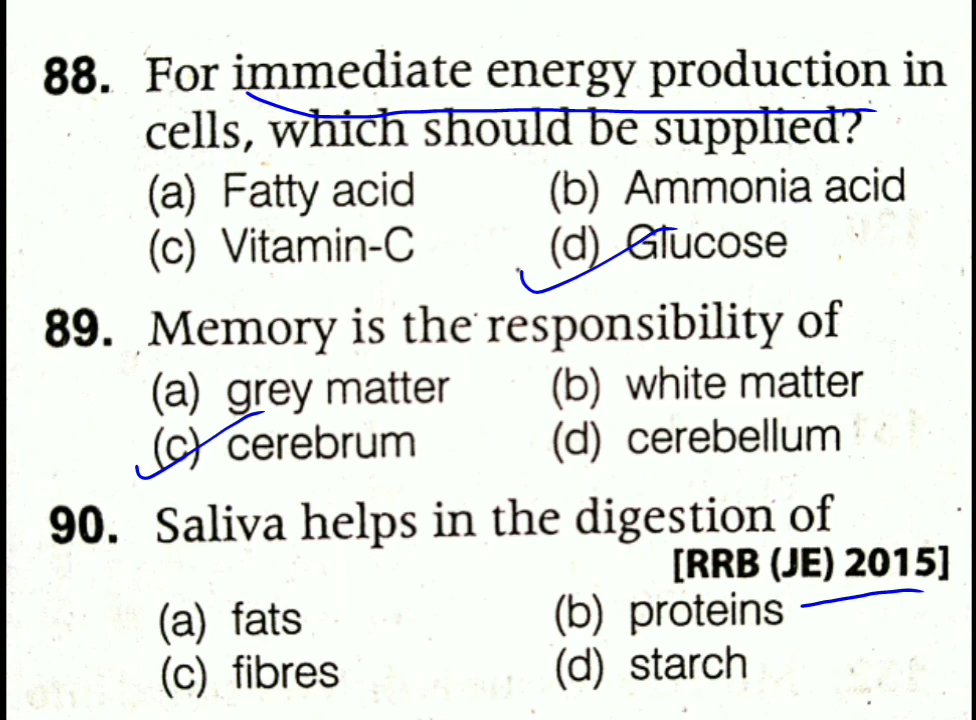 88. For immediate energy production in
cells, which should be supplied?
(a) Fatty acid (b) Ammonia acid
(c) Vitamin-C (d) Glucose
89. Memory is the responsibility of
(a) grey matter (b) white matter
(c) cerebrum (d) cerebellum
90. Saliva helps in the digestion of
[RRB (JE) 2015]
(a) fats (b) proteins
(c) fibres (d) starch